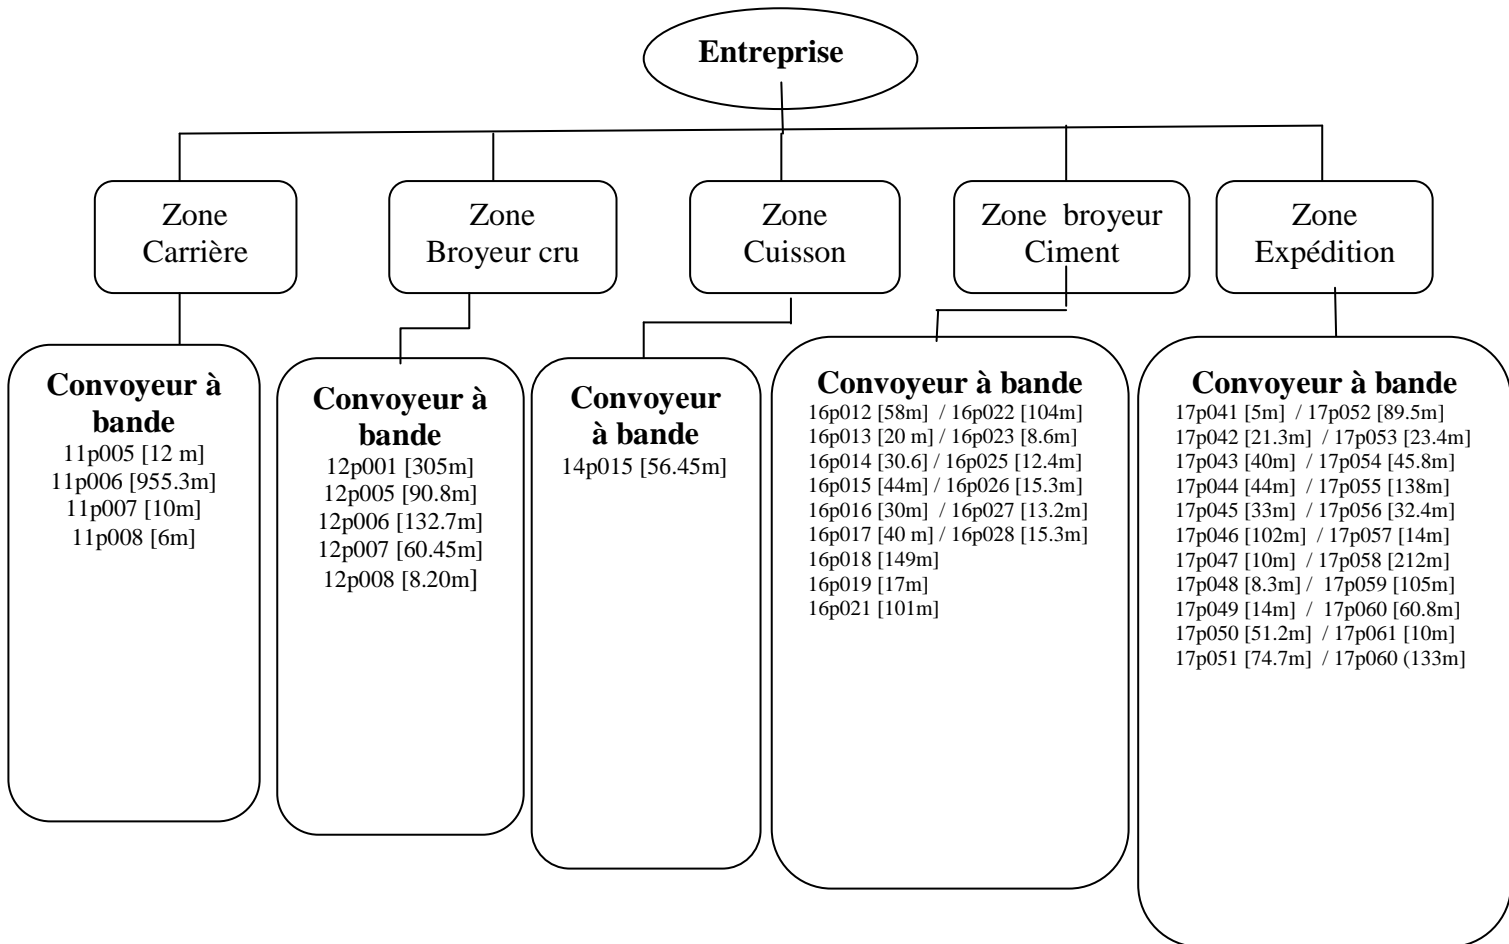 Entreprise
Zone
Carrière
Zone
Broyeur cru
Zone
Cuisson
Zone broyeur
Ciment
Zone
Expédition
Convoyeur à
bande
11p005 [12 m]
11p006 [955.3m]
11p007 [10m]
11p008 [6m]
Convoyeur à
bande
12p001 [305m]
12p005 [90.8m]
12p006 [132.7m]
12p007 [60.45m]
12p008 [8.20m]
Convoyeur
à bande
14p015 [56.45m]
Convoyeur à bande
16p012 [58m] / 16p022 [104m]
16p013 [20 m] / 16p023 [8.6m]
16p014 [30.6] / 16p025 [12.4m]
16p015 [44m] / 16p026 [15.3m]
16p016 [30m] / 16p027 [13.2m]
16p017 [40 m] / 16p028 [15.3m]
16p018 [149m]
16p019 [17m]
16p021 [101m]
Convoyeur à bande
17p041 [5m] / 17p052 [89.5m]
17p042 [21.3m] / 17p053 [23.4m]
17p043 [40m] / 17p054 [45.8m]
17p044 [44m] / 17p055 [138m]
17p045 [33m] / 17p056 [32.4m]
17p046 [102m] / 17p057 [14m]
17p047 [10m] / 17p058 [212m]
17p048 [8.3m] / 17p059 [105m]
17p049 [14m] / 17p060 [60.8m]
17p050 [51.2m] / 17p061 [10m]
17p051 [74.7m] / 17p060 (133m]